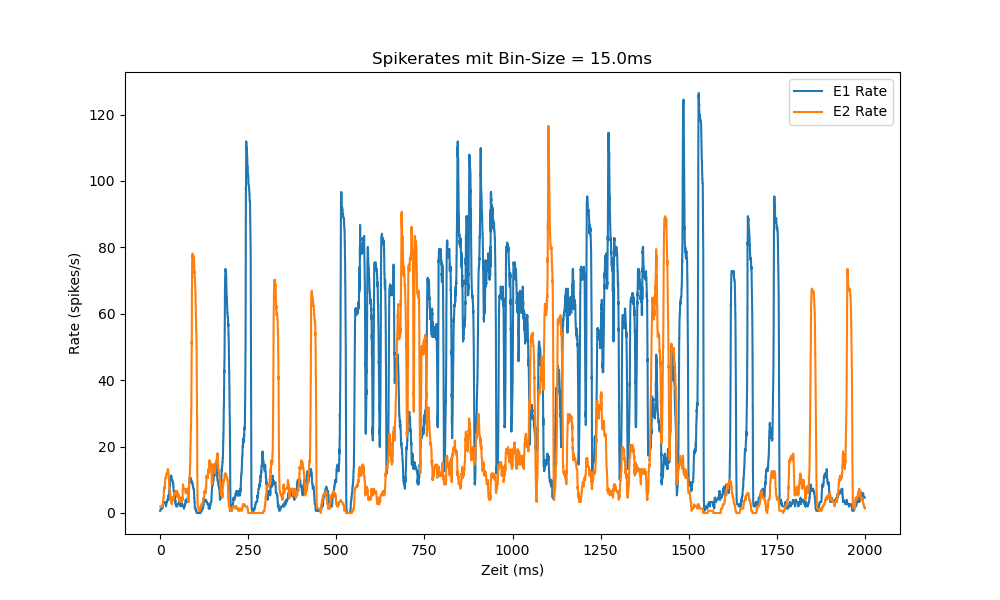 Spikerates mit Bin-Size = 15.0ms
E1 Rate
E2 Rate
Rate (spikes/s)
120
100
80
60
40
20
0
0 250 500 750 1000 1250 1500 1750 2000
Zeit (ms)